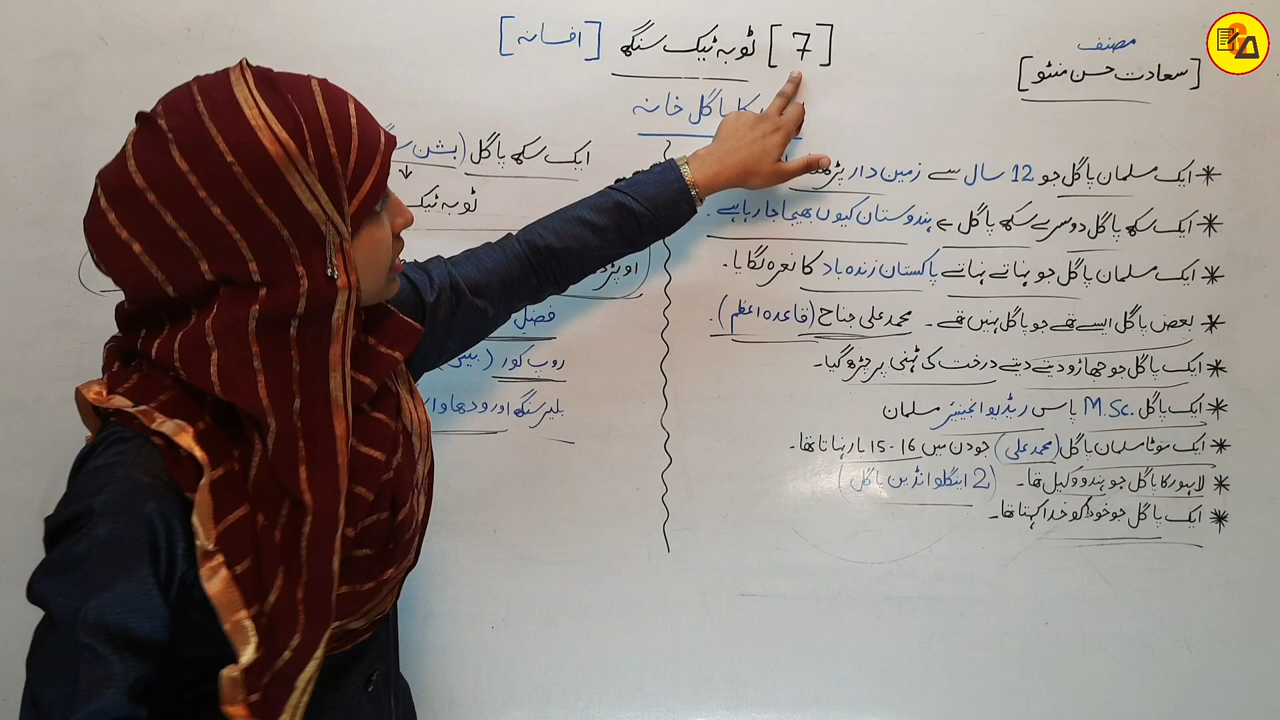 [7] ٹوبہ ٹیک سنگھ [افسانہ]
مصنف
[سعادت حسن منٹو]
کا پاگل خانہ
* ایک مسلمان پاگل جو 12 سال سے زمین دار
* ایک سکھ پاگل دوسرے سکھ پاگل سے ہندوستان کیوں بھیجا جا رہا ہے۔
* ایک مسلمان پاگل جو نہاتے نہاتے پاکستان زندہ باد کا نعرہ لگایا۔
* بعض پاگل ایسے تھے جو پاگل نہیں تھے ۔ محمد علی جناح (قاعدہ اعظم)۔
* ایک پاگل جو جھاڑو دیتے دیتے درخت کی ٹہنی پر چڑھ گیا۔
* ایک پاگل M.Sc. پاس ریڈیو انجینیئر مسلمان
* ایک موٹا مسلمان پاگل (محمد علی) جو دن میں 16 - 15 بار نہاتا تھا۔
* لاہور کا پاگل جو ہندو وکیل تھا۔ (2 اینگلو انڈین پاگل)
* ایک پاگل جو خود کو خدا کہتا تھا۔
ایک سکھ پاگل (بشن
ٹوبہ ٹیک
روپ کور (بیٹی)
بلبیر سنگھ اور ودھاوا